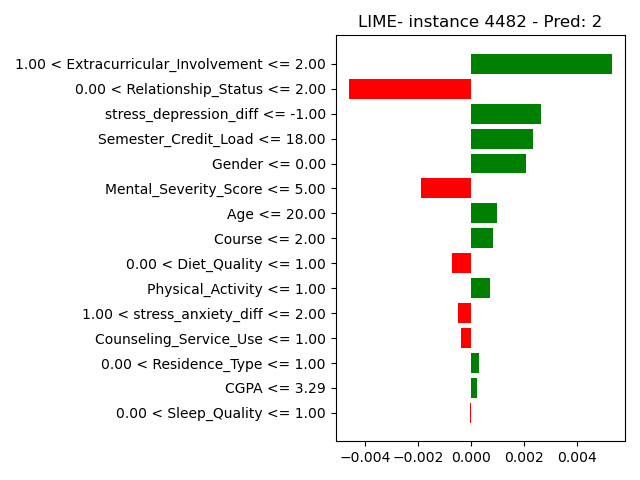 LIME- instance 4482 - Pred: 2
1.00 < Extracurricular_Involvement <= 2.00
0.00 < Relationship_Status <= 2.00
stress_depression_diff <= -1.00
Semester_Credit_Load <= 18.00
Gender <= 0.00
Mental_Severity_Score <= 5.00
Age <= 20.00
Course <= 2.00
0.00 < Diet_Quality <= 1.00
Physical_Activity <= 1.00
1.00 < stress_anxiety_diff <= 2.00
Counseling_Service_Use <= 1.00
0.00 < Residence_Type <= 1.00
CGPA <= 3.29
0.00 < Sleep_Quality <= 1.00
−0.004 −0.002 0.000 0.002 0.004